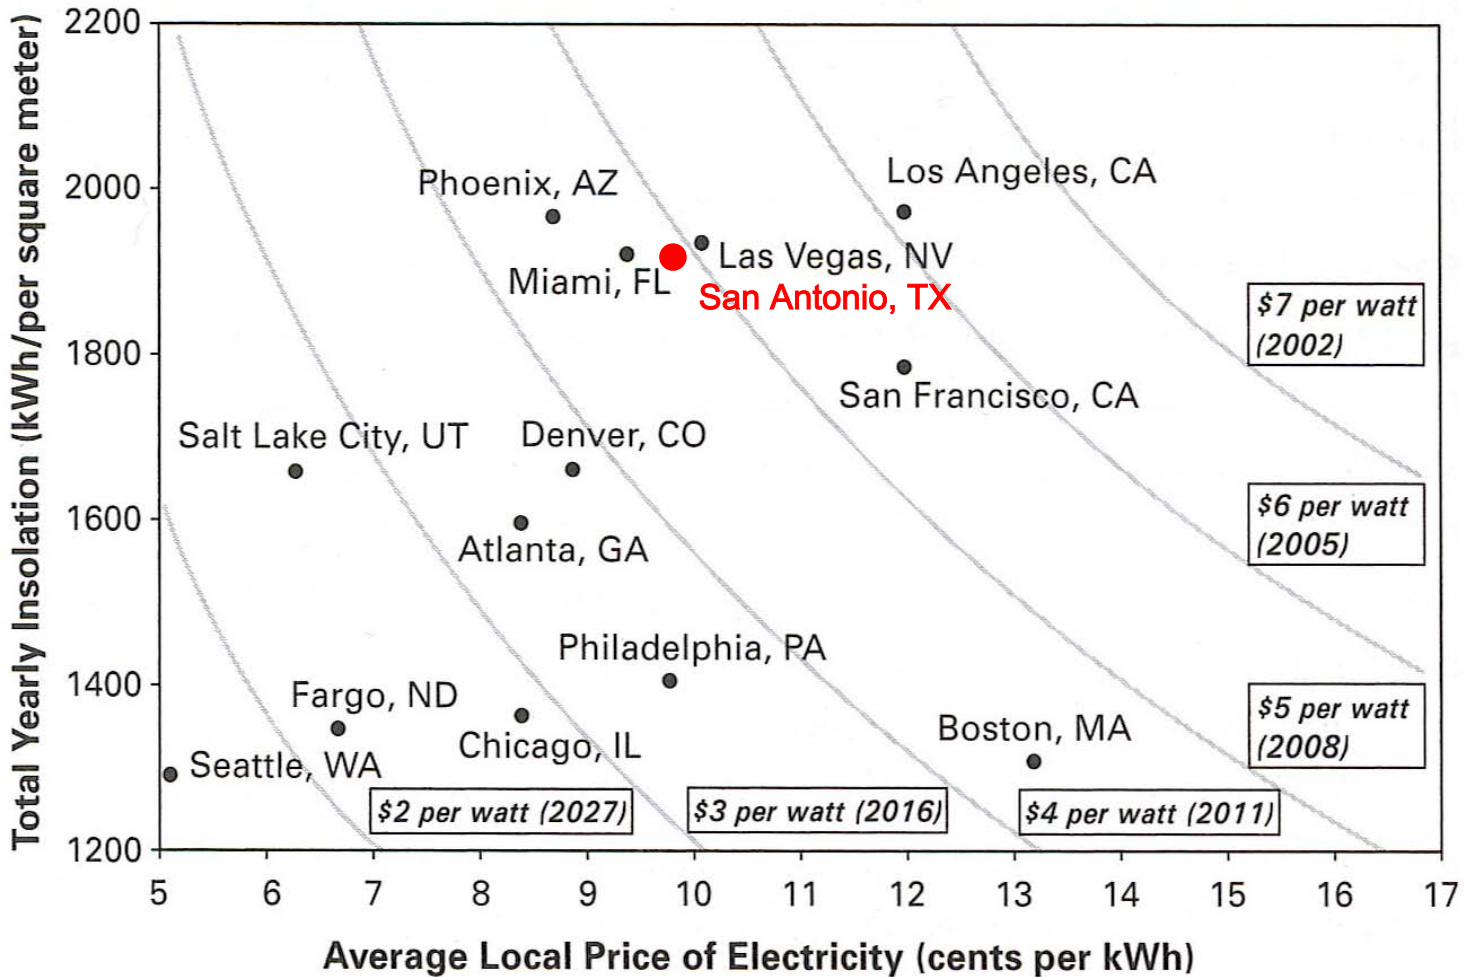 Total Yearly Insolation (kWh/per square meter)
2200
2000
1800
1600
1400
1200
Phoenix, AZ
Los Angeles, CA
Las Vegas, NV
Miami, FL
San Antonio, TX
$7 per watt
(2002)
San Francisco, CA
Salt Lake City, UT
Denver, CO
$6 per watt
(2005)
Atlanta, GA
Philadelphia, PA
Fargo, ND
$5 per watt
(2008)
Boston, MA
Chicago, IL
Seattle, WA
$2 per watt (2027)
$3 per watt (2016)
$4 per watt (2011)
5 6 7 8 9 10 11 12 13 14 15 16 17
Average Local Price of Electricity (cents per kWh)